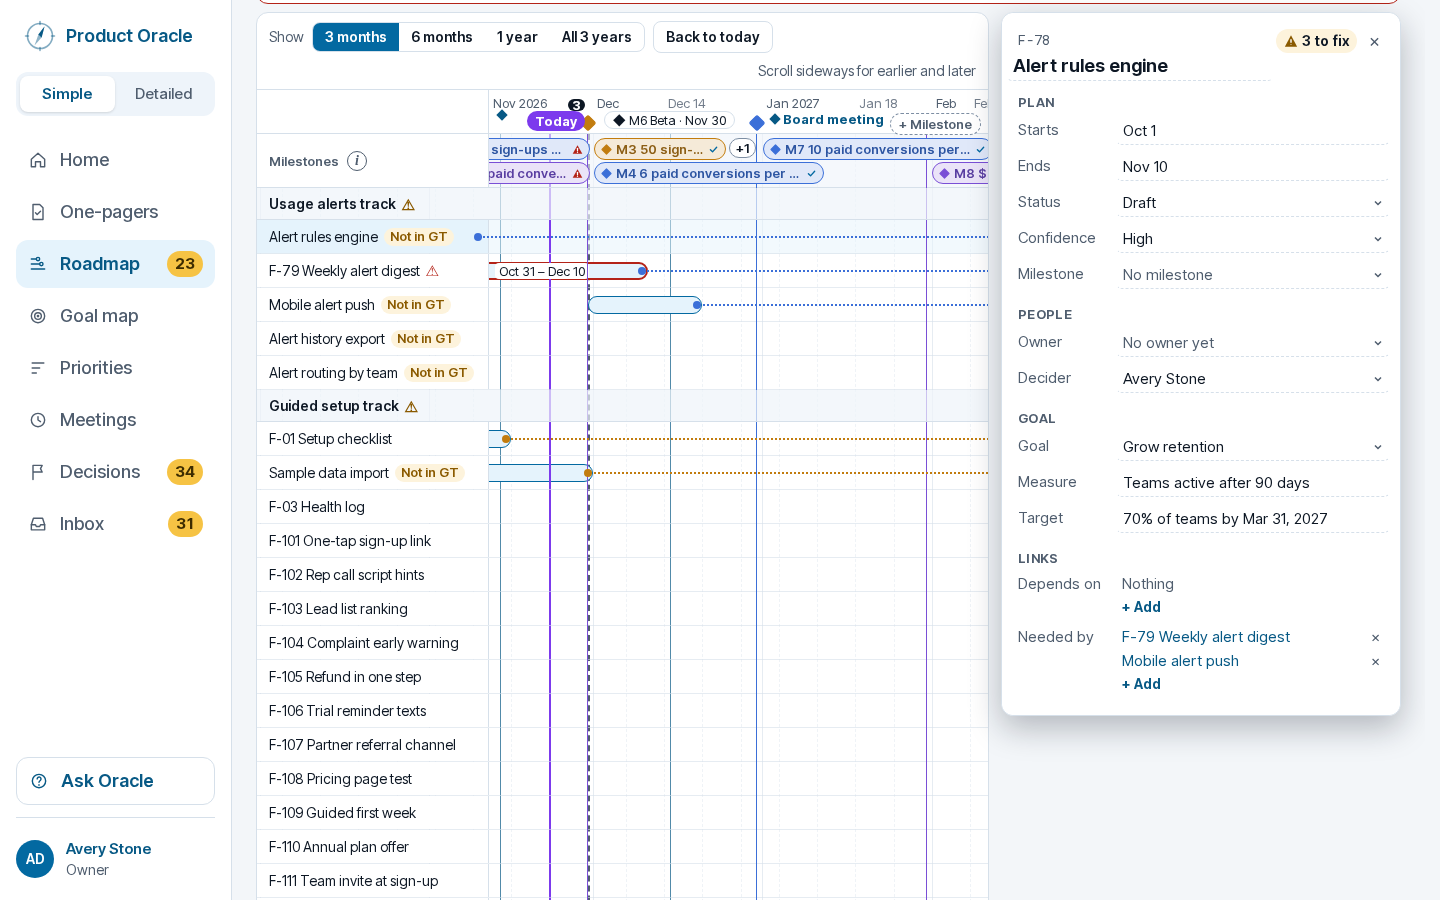 Product Oracle
Simple
Detailed
Home
One-pagers
Roadmap 23
Goal map
Priorities
Meetings
Decisions 34
Inbox 31
Ask Oracle
AD
Avery Stone
Owner
Show
3 months
6 months
1 year
All 3 years
Back to today
Scroll sideways for earlier and later
Nov 2026
3
Dec
Dec 14
Jan 2027
Jan 18
Feb
Fe
Today
M6 Beta · Nov 30
Board meeting
+ Milestone
Milestones i
sign-ups ...
M3 50 sign-...
+1
M7 10 paid conversions per...
paid conve...
M4 6 paid conversions per ...
M8 $
Usage alerts track
Alert rules engine Not in GT
F-79 Weekly alert digest
Oct 31 – Dec 10
Mobile alert push Not in GT
Alert history export Not in GT
Alert routing by team Not in GT
Guided setup track
F-01 Setup checklist
Sample data import Not in GT
F-03 Health log
F-101 One-tap sign-up link
F-102 Rep call script hints
F-103 Lead list ranking
F-104 Complaint early warning
F-105 Refund in one step
F-106 Trial reminder texts
F-107 Partner referral channel
F-108 Pricing page test
F-109 Guided first week
F-110 Annual plan offer
F-111 Team invite at sign-up
F-78
3 to fix
×
Alert rules engine
PLAN
Starts Oct 1
Ends Nov 10
Status Draft
Confidence High
Milestone No milestone
PEOPLE
Owner No owner yet
Decider Avery Stone
GOAL
Goal Grow retention
Measure Teams active after 90 days
Target 70% of teams by Mar 31, 2027
LINKS
Depends on Nothing
+ Add
Needed by F-79 Weekly alert digest ×
Mobile alert push ×
+ Add